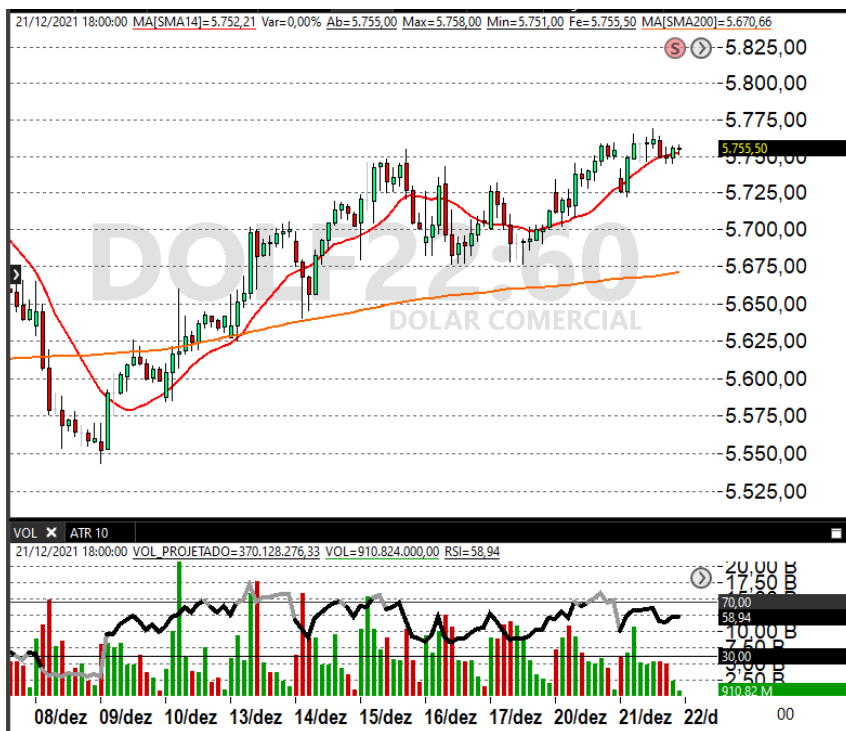 21/12/2021 18:00:00 MA[SMA14]=5.752,21 Var=0,00% Ab=5.755,00 Max=5.758,00 Min=5.751,00 Fe=5.755,50 MA[SMA200]=5.670,66
S
5.825,00
5.800,00
5.775,00
5.755,50
5.750,00
5.725,00
5.700,00
5.675,00
5.650,00
5.625,00
5.600,00
5.575,00
5.550,00
5.525,00
DOLF22:60
DOLAR COMERCIAL
VOL ATR 10
21/12/2021 18:00:00 VOL_PROJETADO=370.128.276,33 VOL=910.824.000,00 RSI=58,94
20,00 B
17,50 B
70,00
58,94
10,00 B
7,50 B
30,00
2,50 B
910.82 M
08/dez 09/dez 10/dez 13/dez 14/dez 15/dez 16/dez 17/dez 20/dez 21/dez 22/d 00